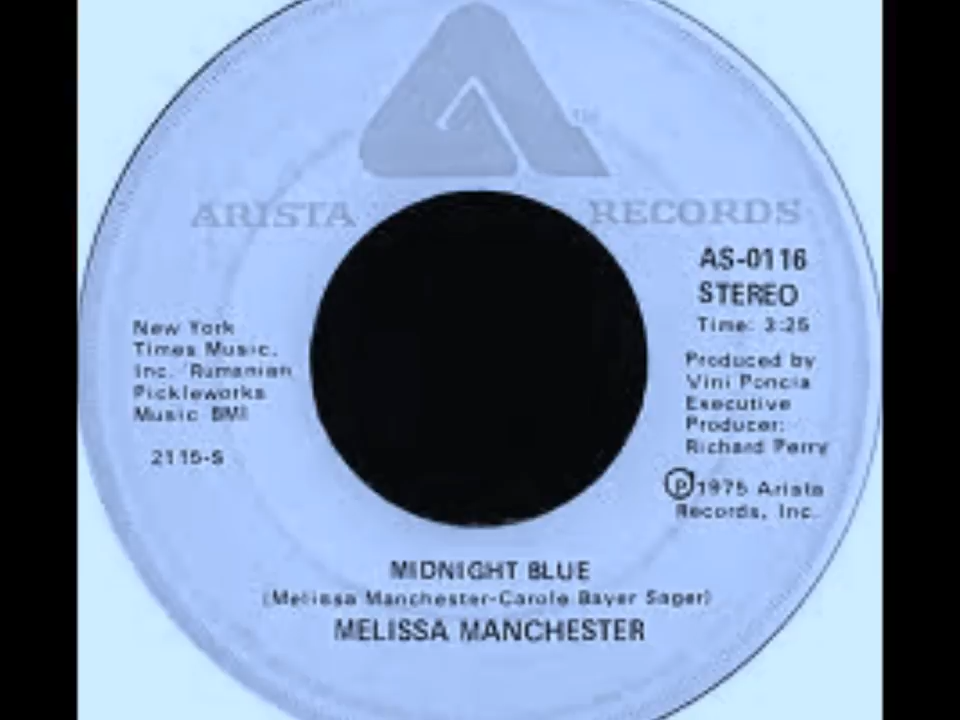 TM
ARISTA RECORDS
AS-0116
STEREO
Time: 3:25
New York
Times Music,
Inc. Rumanian
Pickleworks
Music BMI
2115-S
Produced by
Vini Poncia
Executive
Producer:
Richard Perry
Ⓟ1975 Arista
Records, Inc.
MIDNIGHT BLUE
(Melissa Manchester-Carole Bayer Sager)
MELISSA MANCHESTER